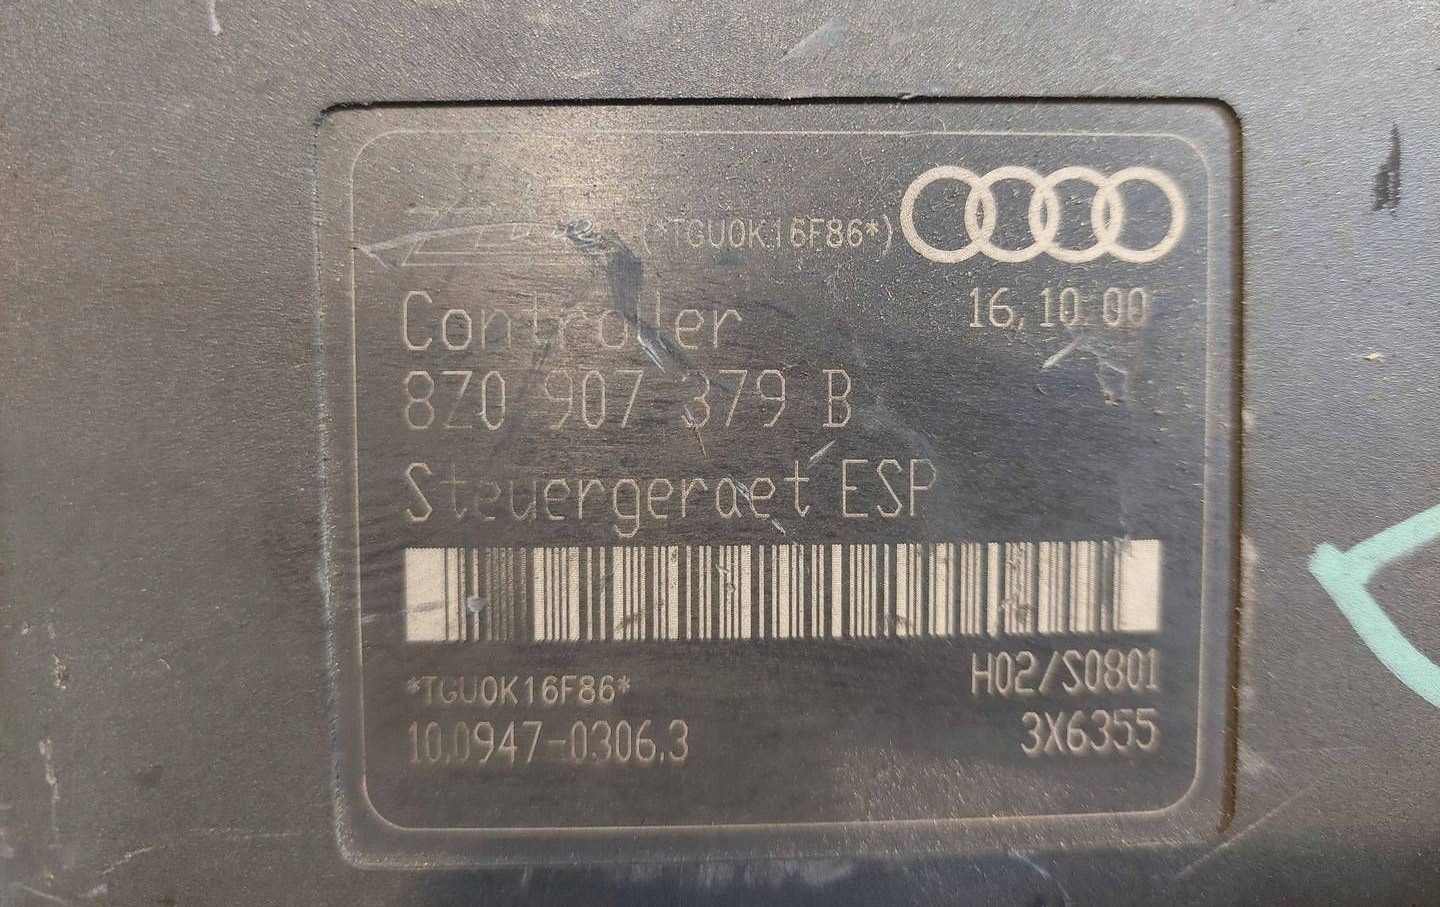 (*TGU0K16F86*)
16.10.00
Controller
8Z0 907 379 B
Steuergeraet ESP
*TGU0K16F86*
H02/S0801
10.0947-0306.3
3X6355